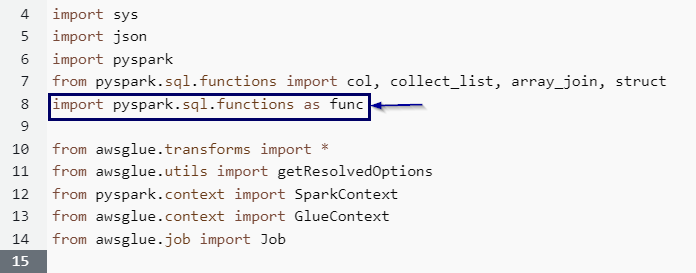 4 import sys
5 import json
6 import pyspark
7 from pyspark.sql.functions import col, collect_list, array_join, struct
8 import pyspark.sql.functions as func
9
10 from awsglue.transforms import *
11 from awsglue.utils import getResolvedOptions
12 from pyspark.context import SparkContext
13 from awsglue.context import GlueContext
14 from awsglue.job import Job
15